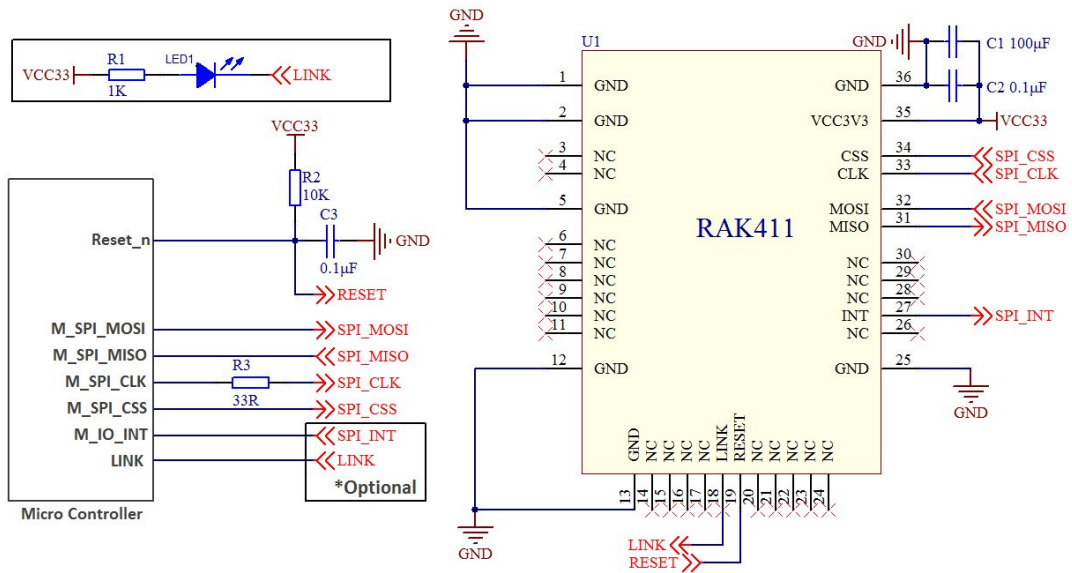 R1
LED1
VCC33
LINK
1K
VCC33
R2
10K
C3
Reset_n
GND
0.1µF
RESET
M_SPI_MOSI
SPI_MOSI
M_SPI_MISO
SPI_MISO
R3
M_SPI_CLK
SPI_CLK
33R
M_SPI_CSS
SPI_CSS
M_IO_INT
SPI_INT
LINK
LINK
*Optional
Micro Controller
GND
U1
GND
C1 100µF
1
GND
GND
36
C2 0.1µF
2
GND
VCC3V3
35
VCC33
3
NC
CSS
34
SPI_CSS
4
NC
CLK
33
SPI_CLK
5
GND
MOSI
32
SPI_MOSI
MISO
31
SPI_MISO
RAK411
6
NC
7
NC
NC
30
8
NC
NC
29
9
NC
NC
28
10
NC
INT
27
SPI_INT
11
NC
NC
26
12
GND
GND
25
GND
GND
NC
NC
NC
NC
LINK
RESET
NC
NC
NC
NC
NC
13
14
15
16
17
18
19
20
21
22
23
24
GND
LINK
RESET